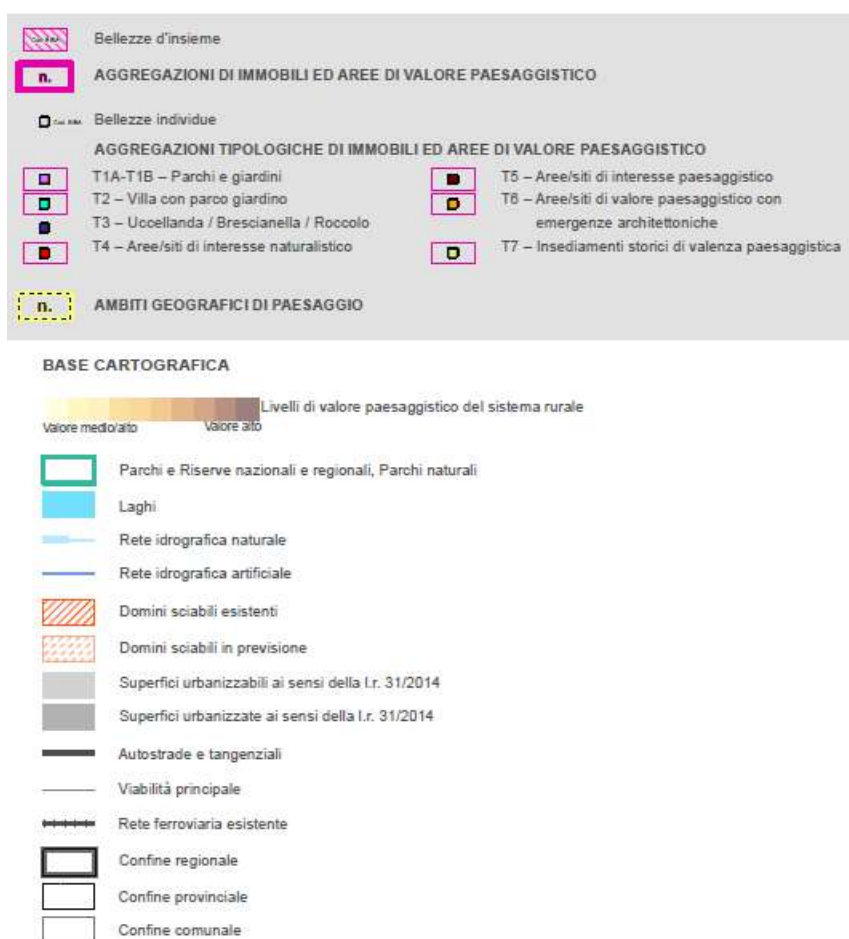 Bellezze d'insieme
n. AGGREGAZIONI DI IMMOBILI ED AREE DI VALORE PAESAGGISTICO
Bellezze individue
AGGREGAZIONI TIPOLOGICHE DI IMMOBILI ED AREE DI VALORE PAESAGGISTICO
T1A-T1B – Parchi e giardini
T2 – Villa con parco giardino
T3 – Uccellanda / Brescianella / Roccolo
T4 – Aree/siti di interesse naturalistico
T5 – Aree/siti di interesse paesaggistico
T6 – Aree/siti di valore paesaggistico con
emergenze architettoniche
T7 – Insediamenti storici di valenza paesaggistica
n. AMBITI GEOGRAFICI DI PAESAGGIO
BASE CARTOGRAFICA
Livelli di valore paesaggistico del sistema rurale
Valore medio/alto Valore alto
Parchi e Riserve nazionali e regionali, Parchi naturali
Laghi
Rete idrografica naturale
Rete idrografica artificiale
Domini sciabili esistenti
Domini sciabili in previsione
Superfici urbanizzabili ai sensi della l.r. 31/2014
Superfici urbanizzate ai sensi della l.r. 31/2014
Autostrade e tangenziali
Viabilità principale
Rete ferroviaria esistente
Confine regionale
Confine provinciale
Confine comunale